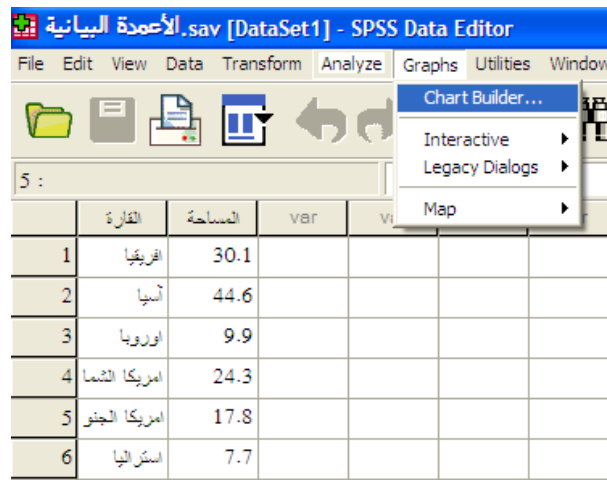 الأعمدة البيانية.sav [DataSet1] - SPSS Data Editor
File Edit View Data Transform Analyze Graphs Utilities Window
Chart Builder...
Interactive
Legacy Dialogs
Map
5 :
القارة المساحة var
1 افريقيا 30.1
2 آسيا 44.6
3 اوروبا 9.9
4 امريكا الشما 24.3
5 امريكا الجنو 17.8
6 استراليا 7.7